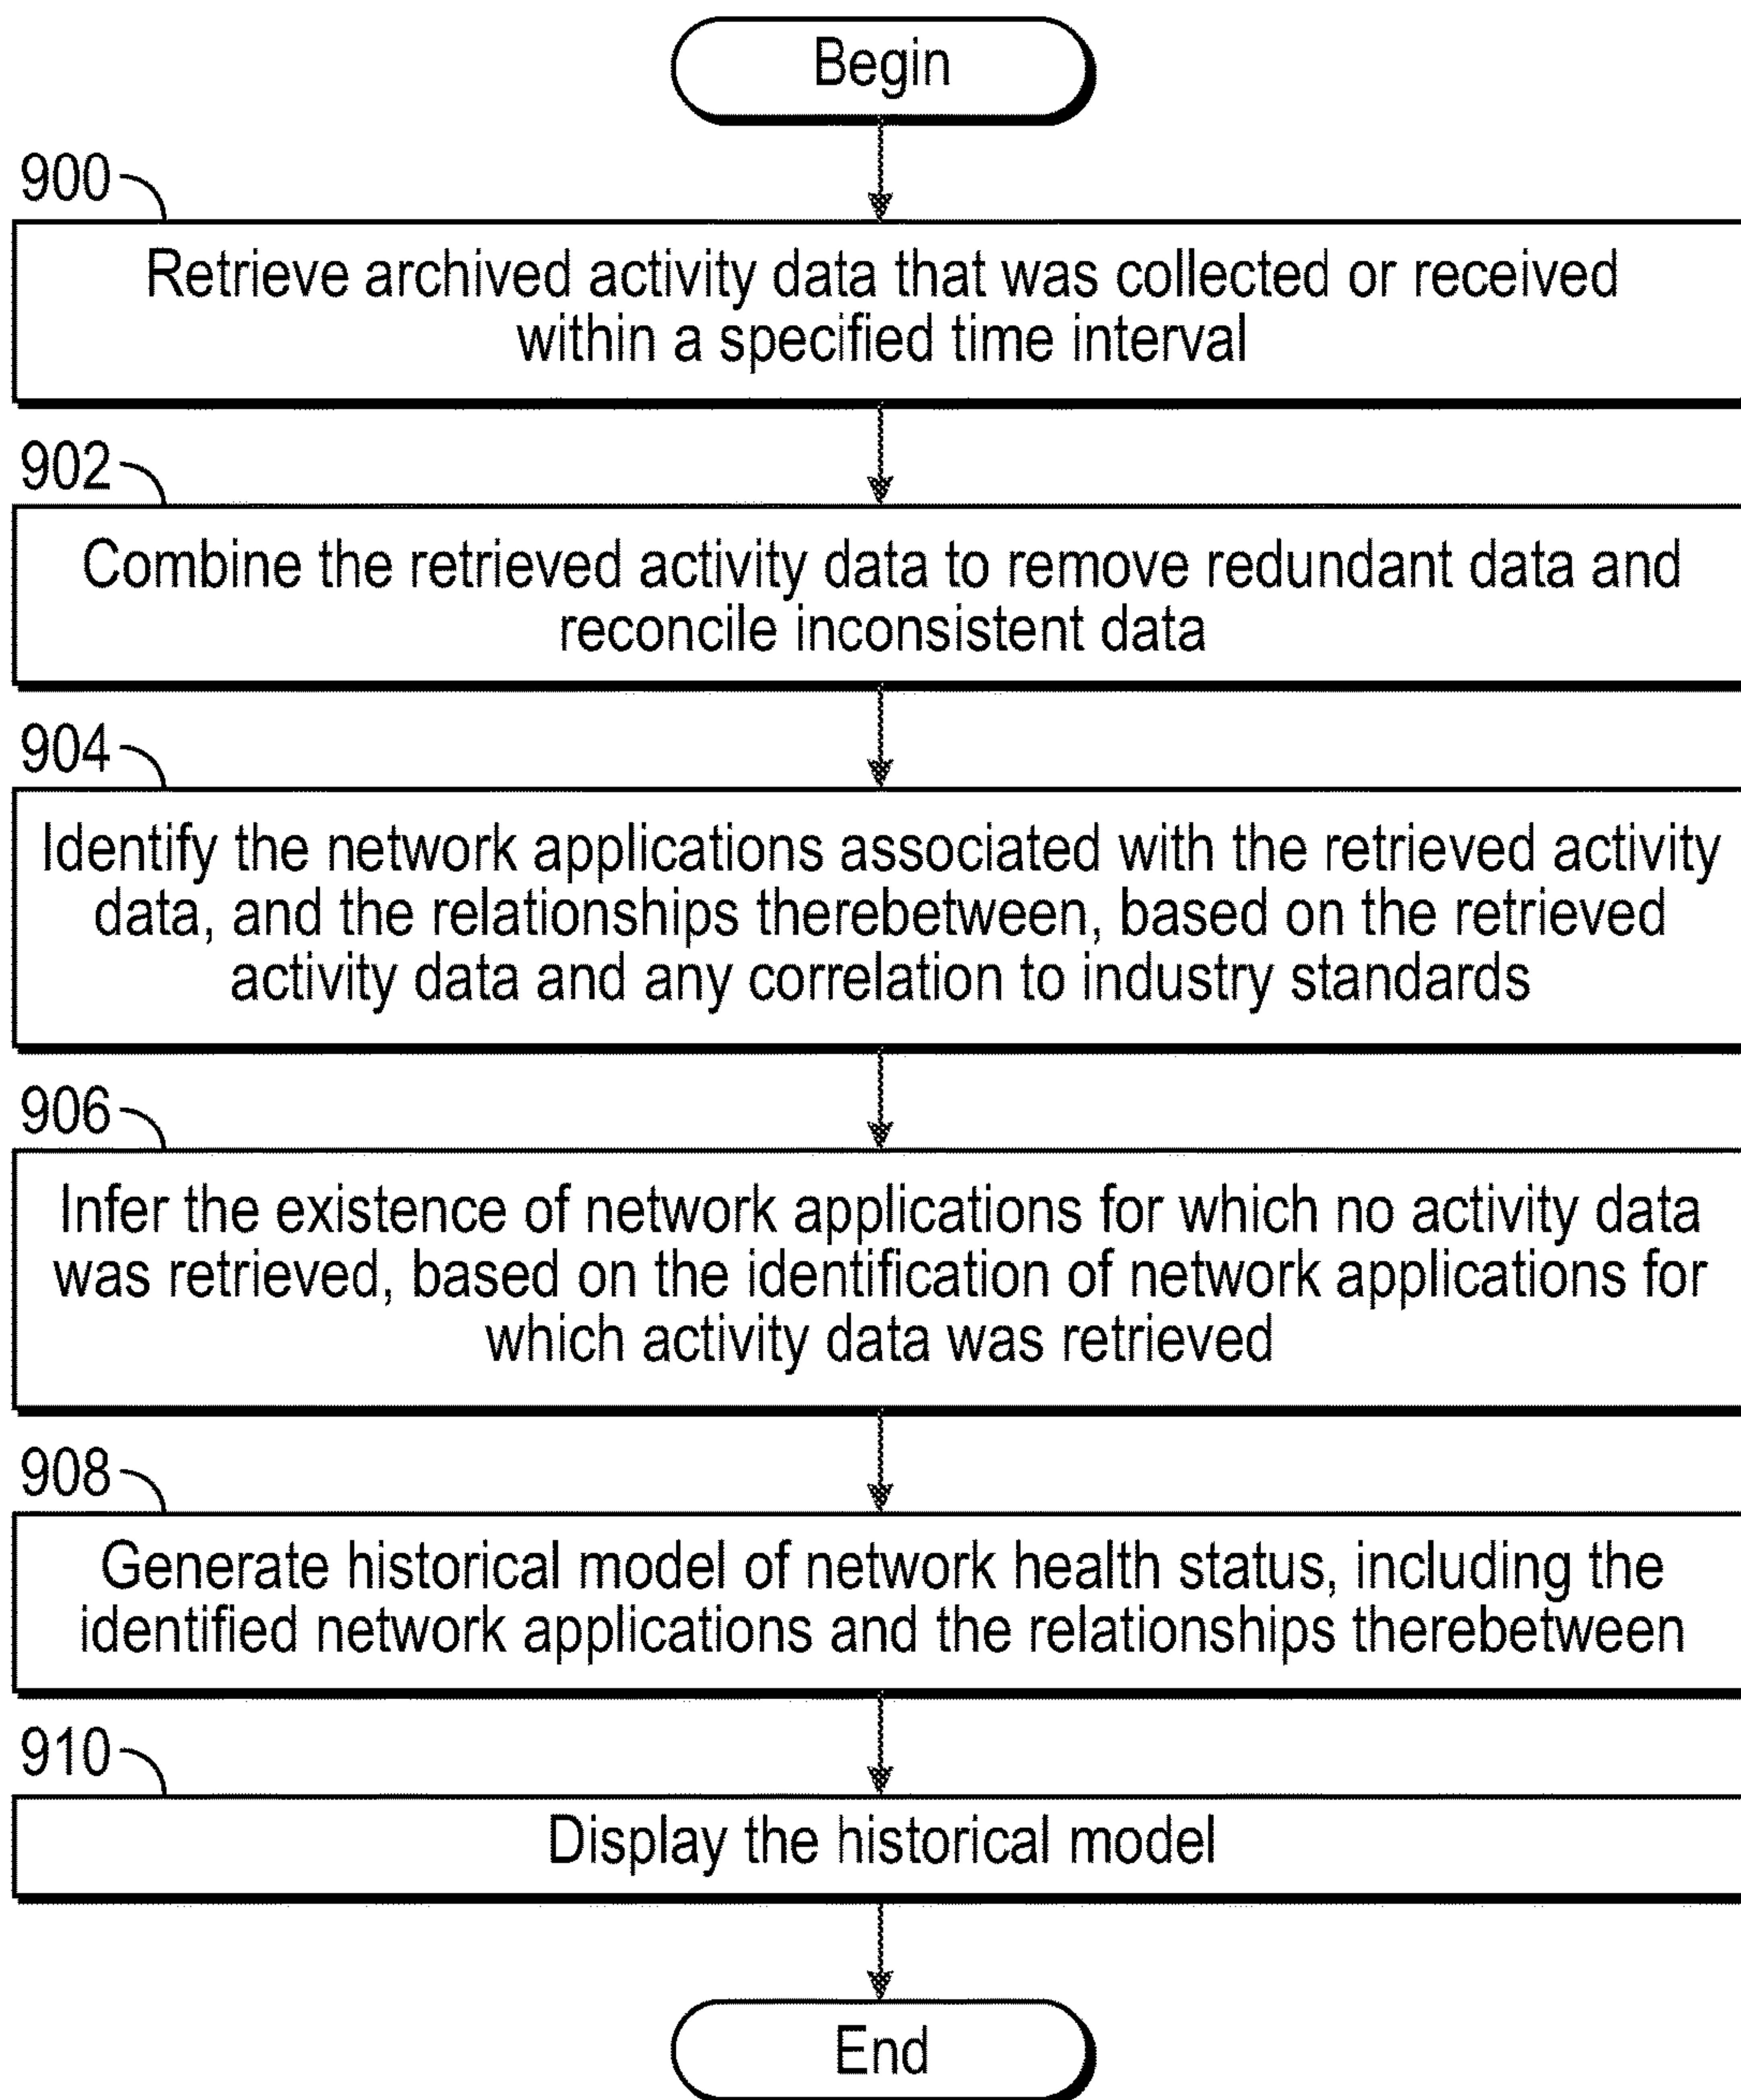 Begin
900
Retrieve archived activity data that was collected or received
within a specified time interval
902
Combine the retrieved activity data to remove redundant data and
reconcile inconsistent data
904
Identify the network applications associated with the retrieved activity
data, and the relationships therebetween, based on the retrieved
activity data and any correlation to industry standards
906
Infer the existence of network applications for which no activity data
was retrieved, based on the identification of network applications for
which activity data was retrieved
908
Generate historical model of network health status, including the
identified network applications and the relationships therebetween
910
Display the historical model
End